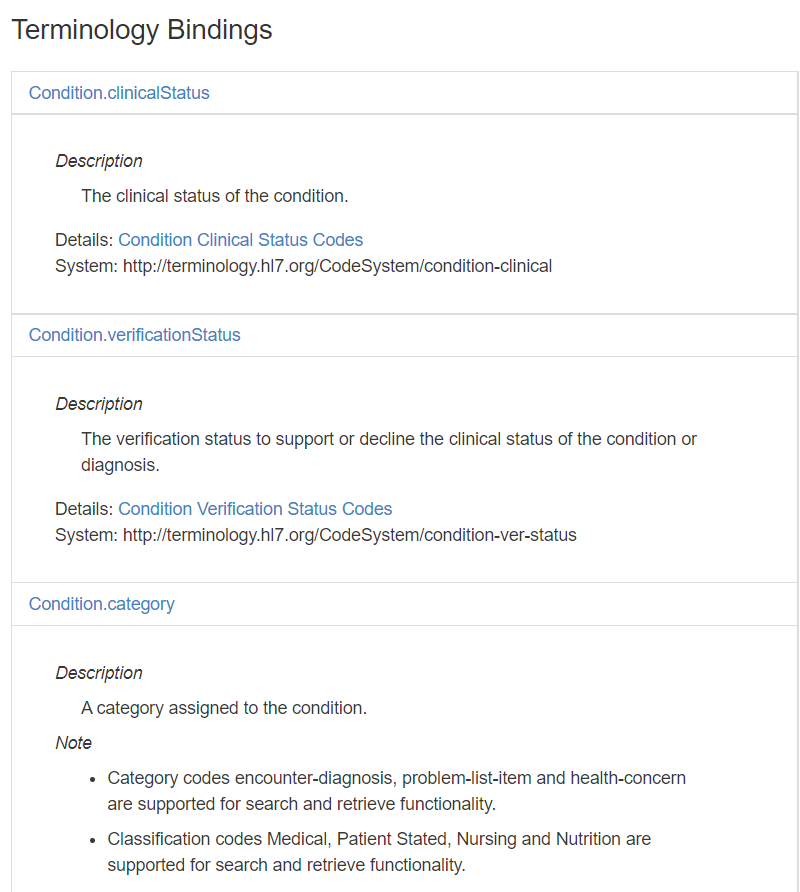 Terminology Bindings
Condition.clinicalStatus
Description
The clinical status of the condition.
Details: Condition Clinical Status Codes
System: http://terminology.hl7.org/CodeSystem/condition-clinical
Condition.verificationStatus
Description
The verification status to support or decline the clinical status of the condition or
diagnosis.
Details: Condition Verification Status Codes
System: http://terminology.hl7.org/CodeSystem/condition-ver-status
Condition.category
Description
A category assigned to the condition.
Note
• Category codes encounter-diagnosis, problem-list-item and health-concern
are supported for search and retrieve functionality.
• Classification codes Medical, Patient Stated, Nursing and Nutrition are
supported for search and retrieve functionality.